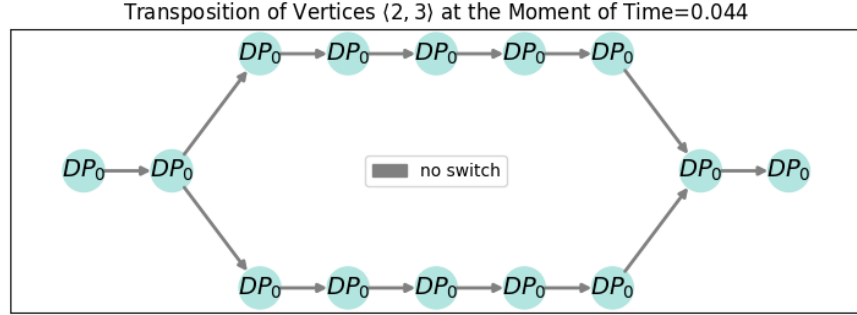 Transposition of Vertices ⟨2, 3⟩ at the Moment of Time=0.044
DP₀ DP₀ DP₀ DP₀ DP₀
DP₀ DP₀ no switch DP₀ DP₀
DP₀ DP₀ DP₀ DP₀ DP₀